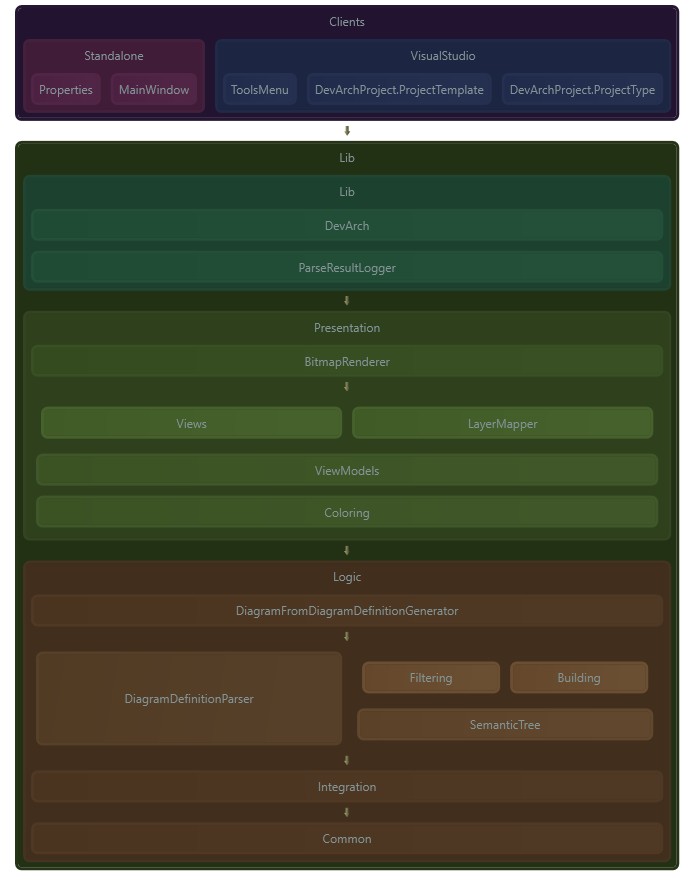 Clients
Standalone
VisualStudio
Properties
MainWindow
ToolsMenu
DevArchProject.ProjectTemplate
DevArchProject.ProjectType
Lib
Lib
DevArch
ParseResultLogger
Presentation
BitmapRenderer
Views
LayerMapper
ViewModels
Coloring
Logic
DiagramFromDiagramDefinitionGenerator
DiagramDefinitionParser
Filtering
Building
SemanticTree
Integration
Common